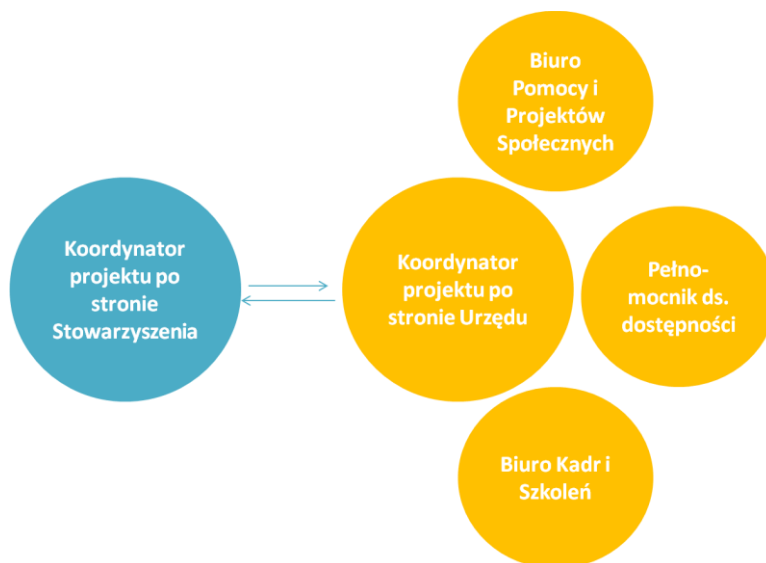 Biuro
Pomocy i
Projektów
Społecznych
Koordynator
projektu po
stronie
Stowarzyszenia
Koordynator
projektu po
stronie Urzędu
Pełno-
mocnik ds.
dostępności
Biuro Kadr i
Szkoleń